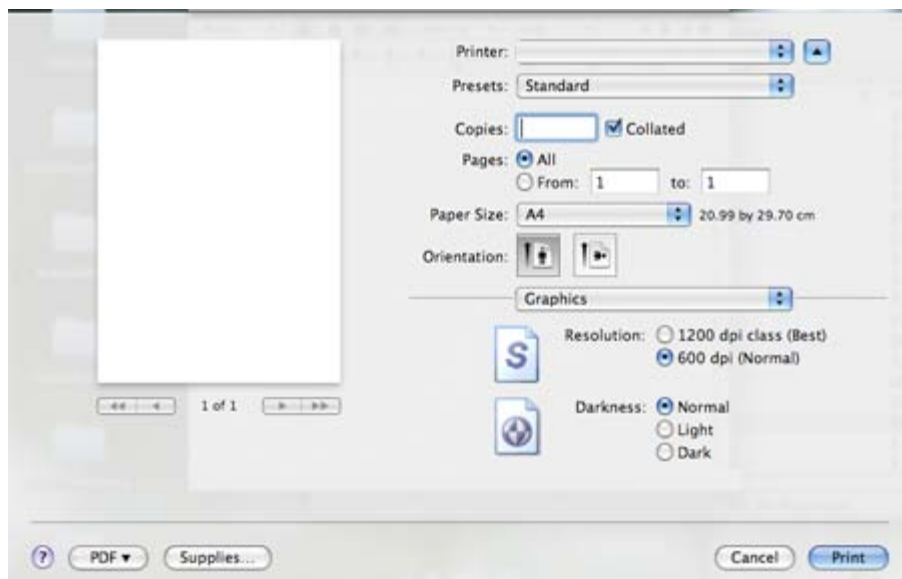 Printer:
Presets: Standard
Copies: Collated
Pages: All
From: 1 to: 1
Paper Size: A4 20.99 by 29.70 cm
Orientation:
Graphics
Resolution: 1200 dpi class (Best)
600 dpi (Normal)
1 of 1
Darkness: Normal
Light
Dark
? PDF Supplies... Cancel Print